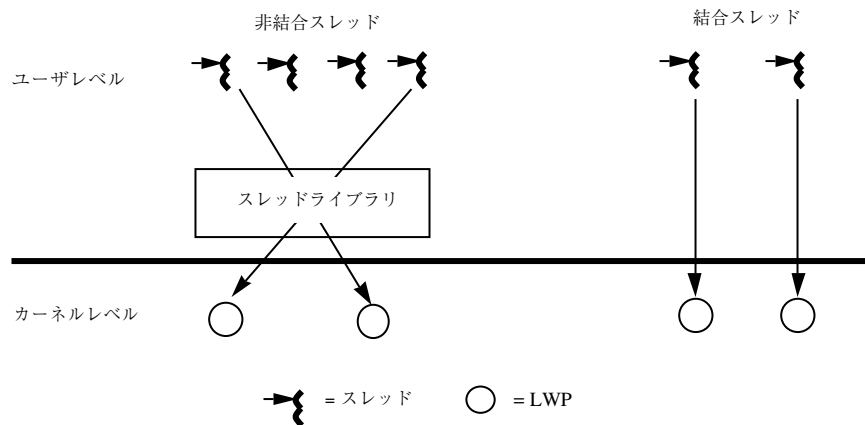 非結合スレッド
結合スレッド
ユーザレベル
スレッドライブラリ
カーネルレベル
= スレッド
= LWP